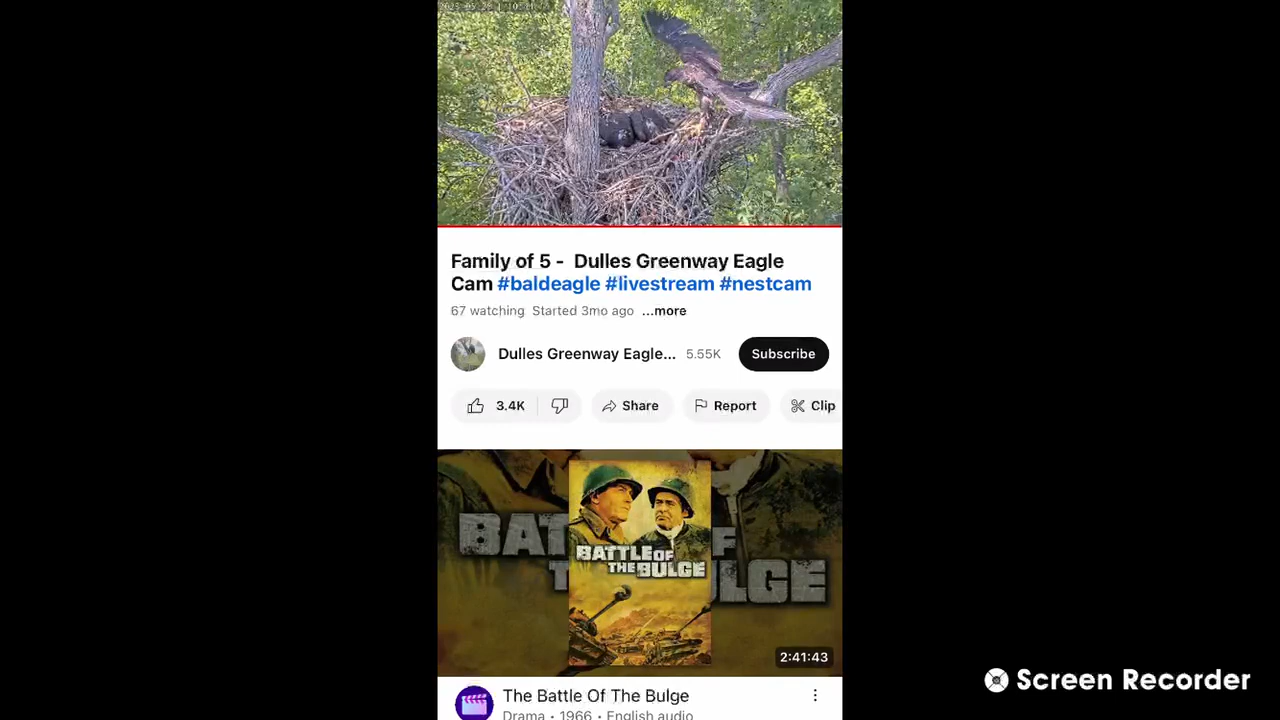 Family of 5 - Dulles Greenway Eagle
Cam #baldeagle #livestream #nestcam
67 watching Started 3mo ago ...more
Dulles Greenway Eagle... 5.55K Subscribe
3.4K Share Report Clip
BATTLE OF
THE BULGE
2:41:43
The Battle Of The Bulge
Drama • 1966 • English audio
Screen Recorder